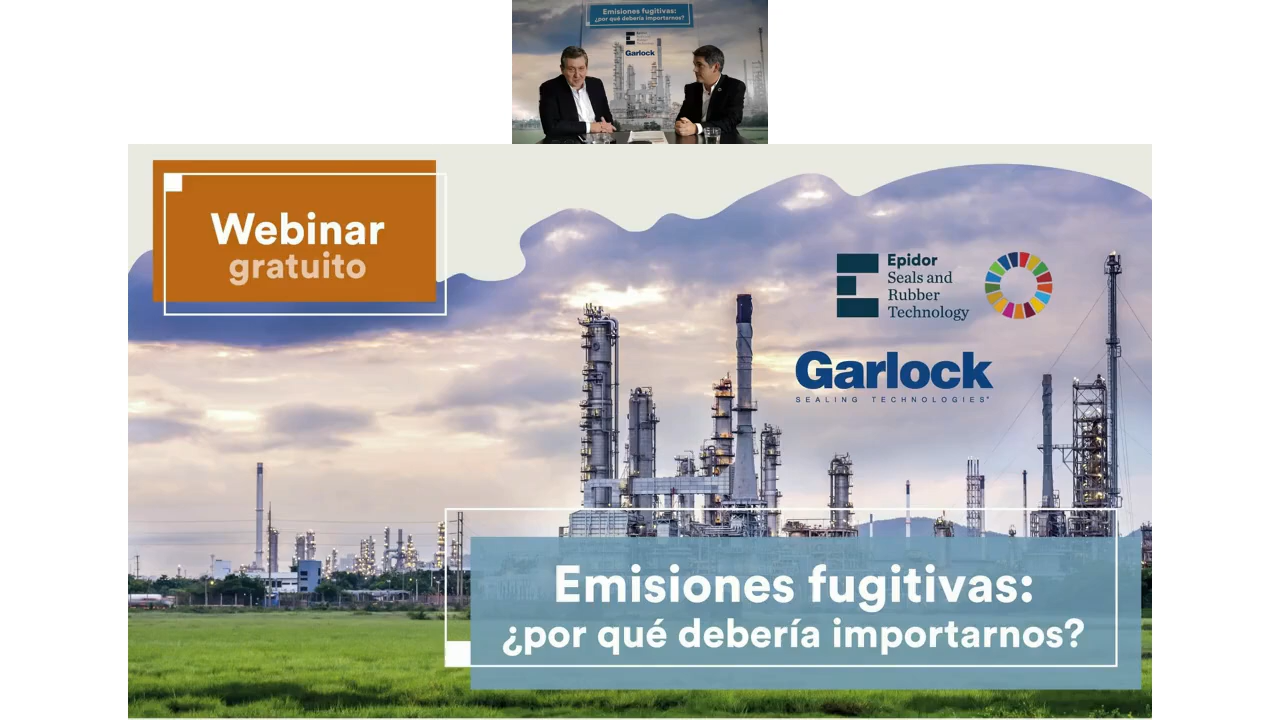 Emisiones fugitivas:
¿por qué debería importarnos?
Garlock
Webinar
gratuito
Epidor
Seals and
Rubber
Technology
Garlock
SEALING TECHNOLOGIES
Emisiones fugitivas:
¿por qué debería importarnos?